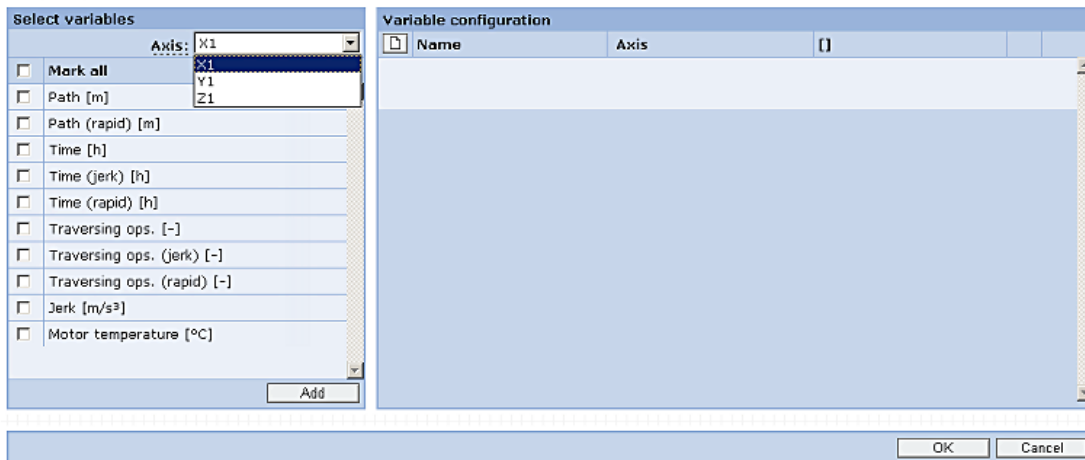 Select variables
Axis: X1
X1
Y1
Z1
Mark all
Path [m]
Path (rapid) [m]
Time [h]
Time (jerk) [h]
Time (rapid) [h]
Traversing ops. [-]
Traversing ops. (jerk) [-]
Traversing ops. (rapid) [-]
Jerk [m/s³]
Motor temperature [ºC]
Add
Variable configuration
Name Axis []
OK Cancel